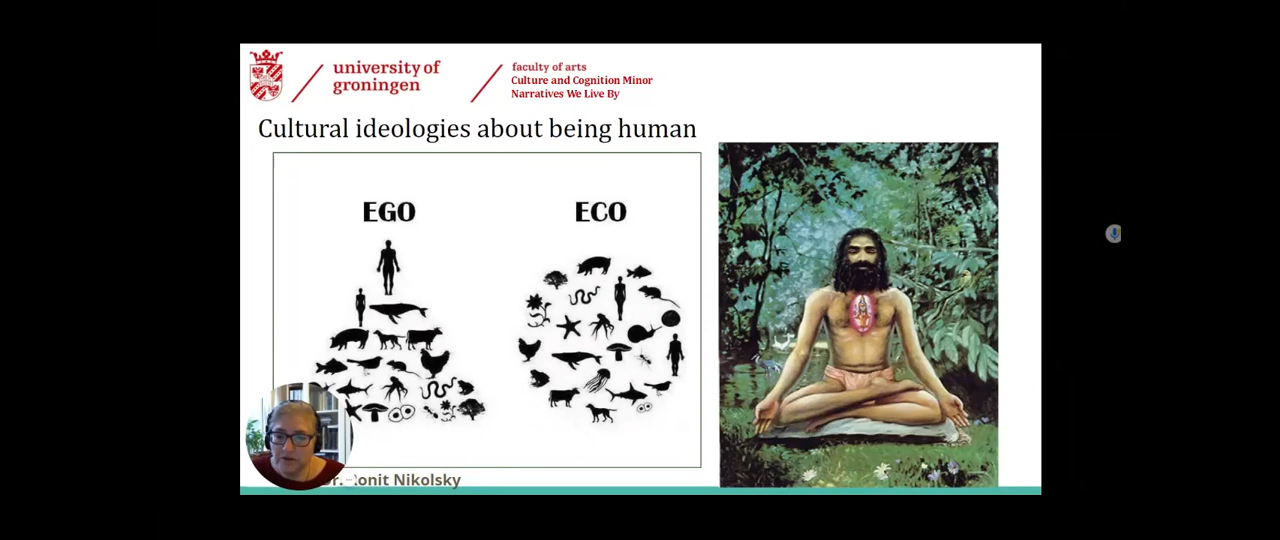 university of
groningen
faculty of arts
Culture and Cognition Minor
Narratives We Live By
Cultural ideologies about being human
EGO
ECO
Nikolsky